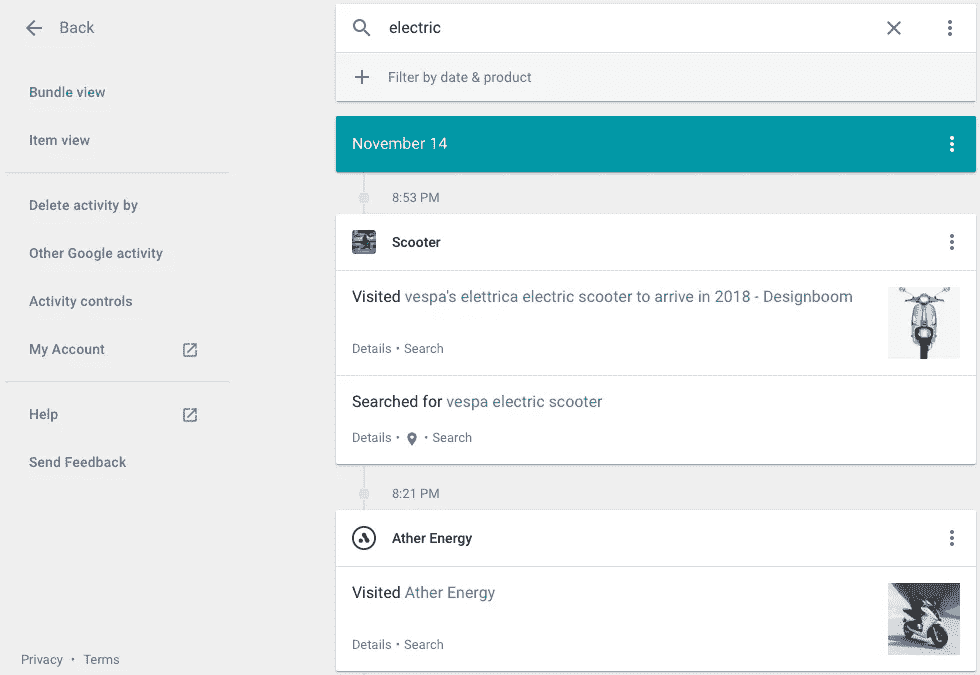 Back
Bundle view
Item view
Delete activity by
Other Google activity
Activity controls
My Account
Help
Send Feedback
Privacy • Terms
electric
Filter by date & product
November 14
8:53 PM
Scooter
Visited vespa's elettrica electric scooter to arrive in 2018 - Designboom
Details • Search
Searched for vespa electric scooter
Details • • Search
8:21 PM
Ather Energy
Visited Ather Energy
Details • Search